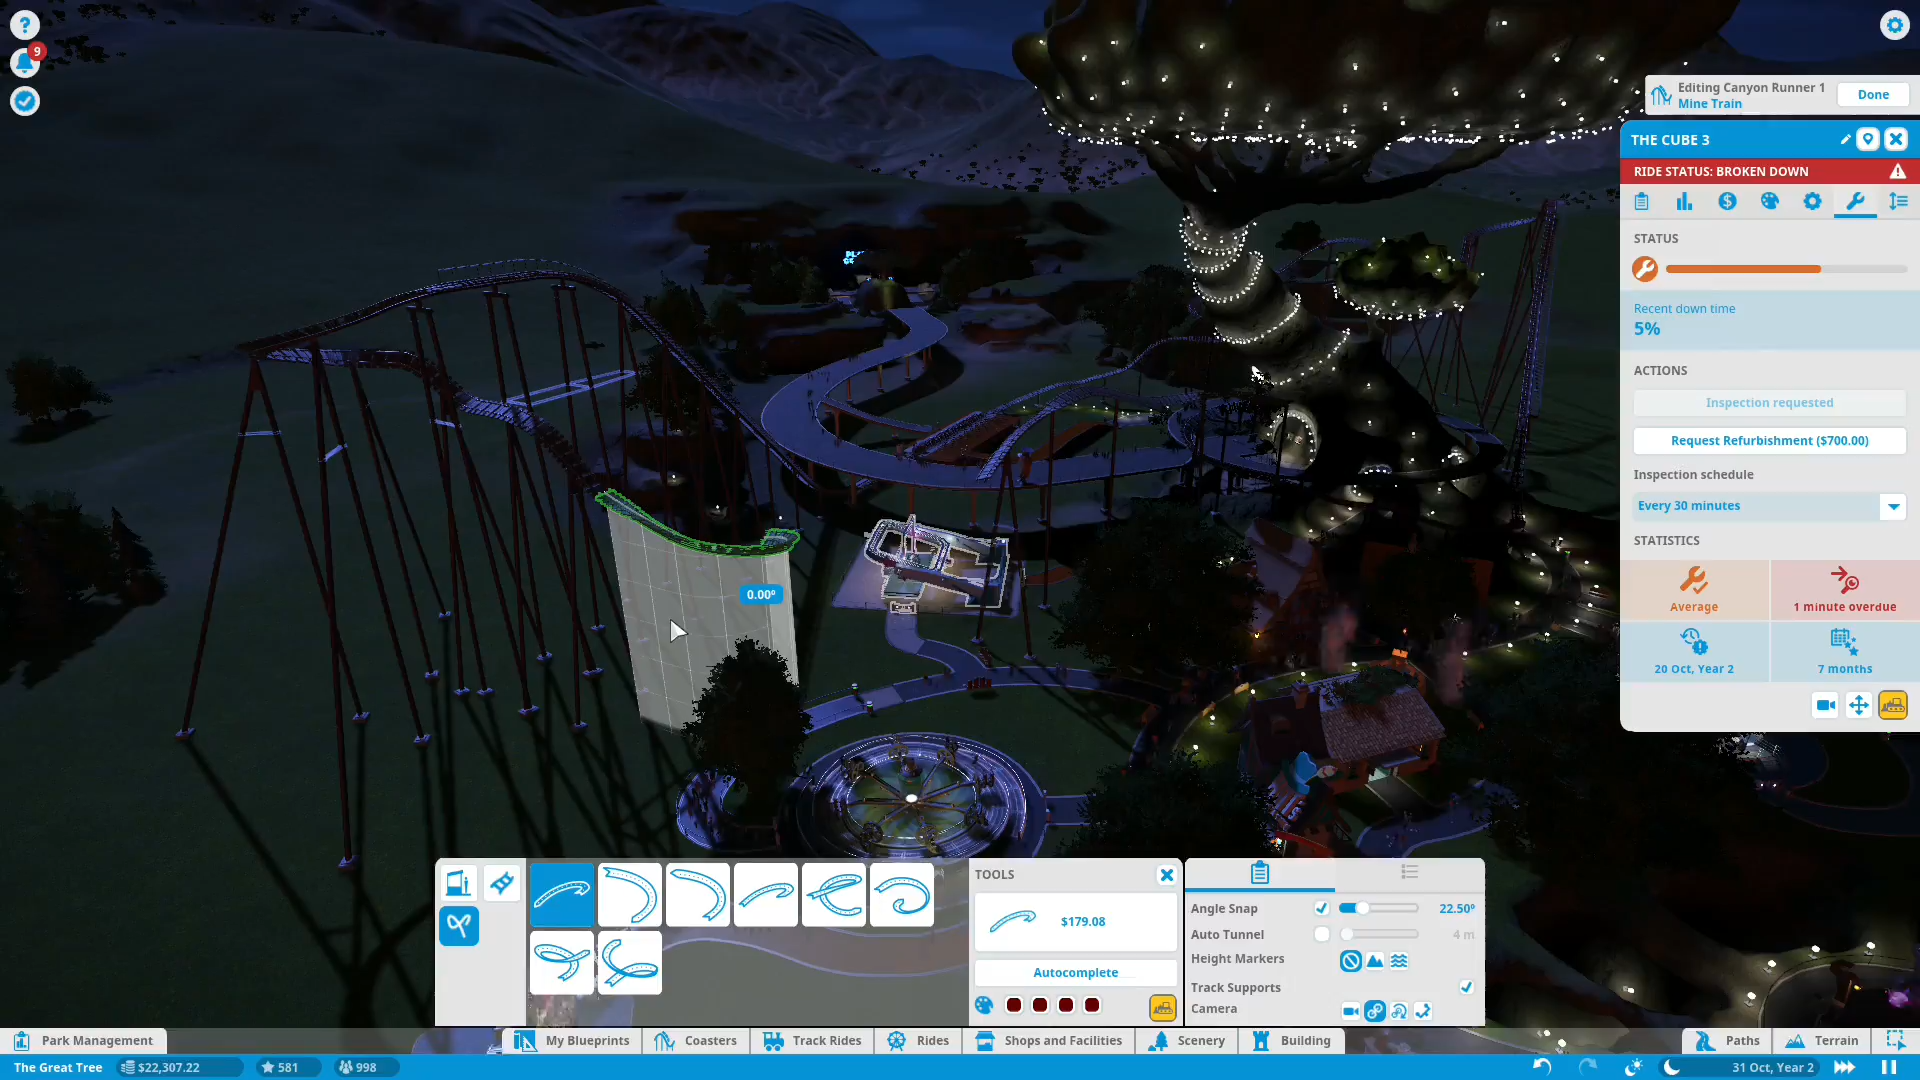 9
Editing Canyon Runner 1
Mine Train
Done
THE CUBE 3
RIDE STATUS: BROKEN DOWN
STATUS
Recent down time
5%
ACTIONS
Inspection requested
Request Refurbishment ($700.00)
Inspection schedule
Every 30 minutes
STATISTICS
Average
1 minute overdue
20 Oct, Year 2
7 months
0.00°
TOOLS
$179.08
Autocomplete
Angle Snap
22.50°
Auto Tunnel
4 m
Height Markers
Track Supports
Camera
Park Management
My Blueprints
Coasters
Track Rides
Rides
Shops and Facilities
Scenery
Building
Paths
Terrain
The Great Tree
$22,307.22
581
998
31 Oct, Year 2